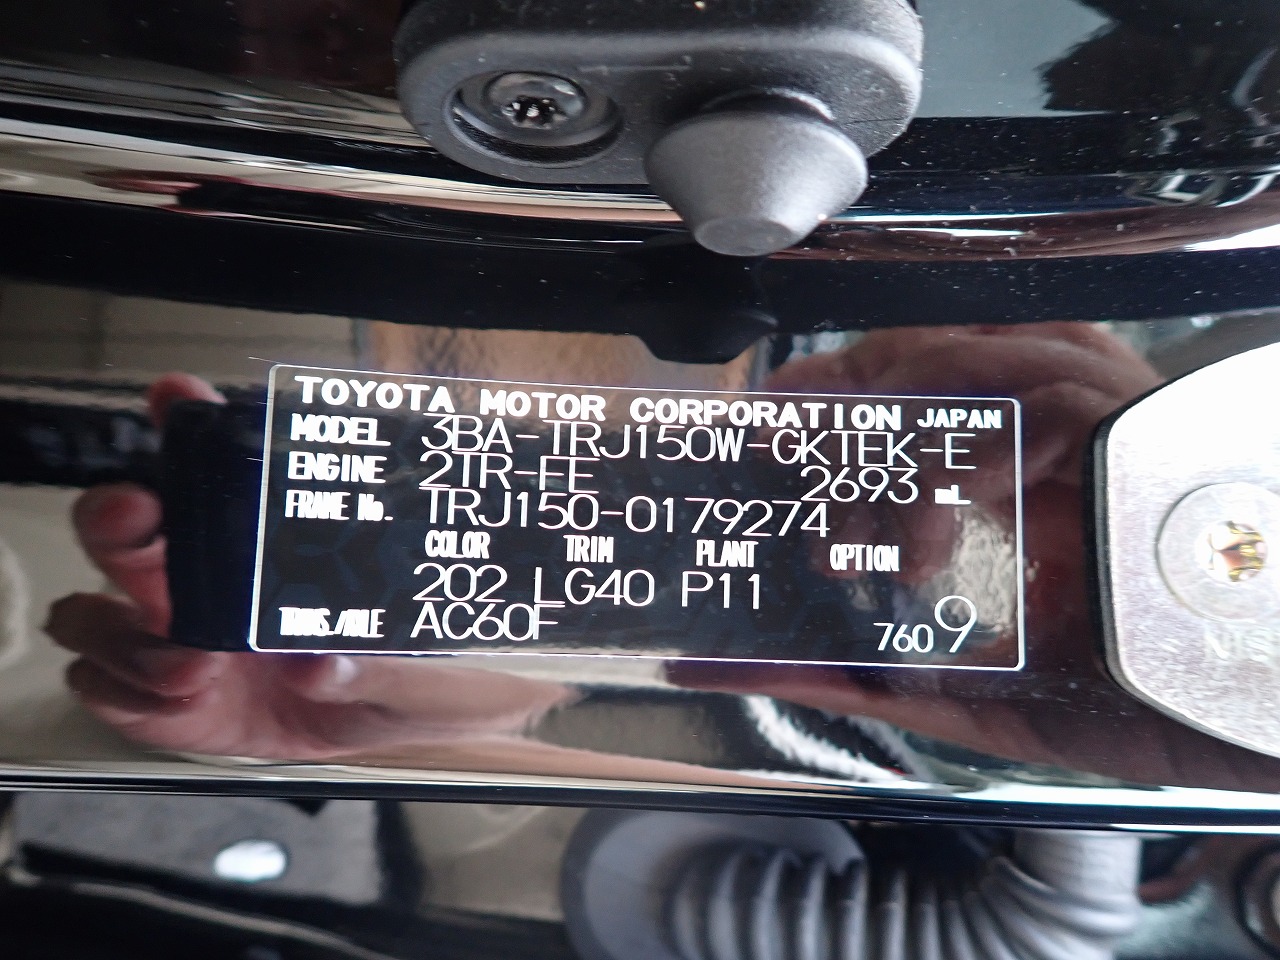 TOYOTA MOTOR CORPORATION JAPAN
MODEL 3BA-TRJ150W-GKTEK-E
ENGINE 2TR-FE 2693 mL
FRAME No. TRJ150-0179274
COLOR TRIM PLANT OPTION
202 LG40 P11
TRANS./AXLE AC60F
7609